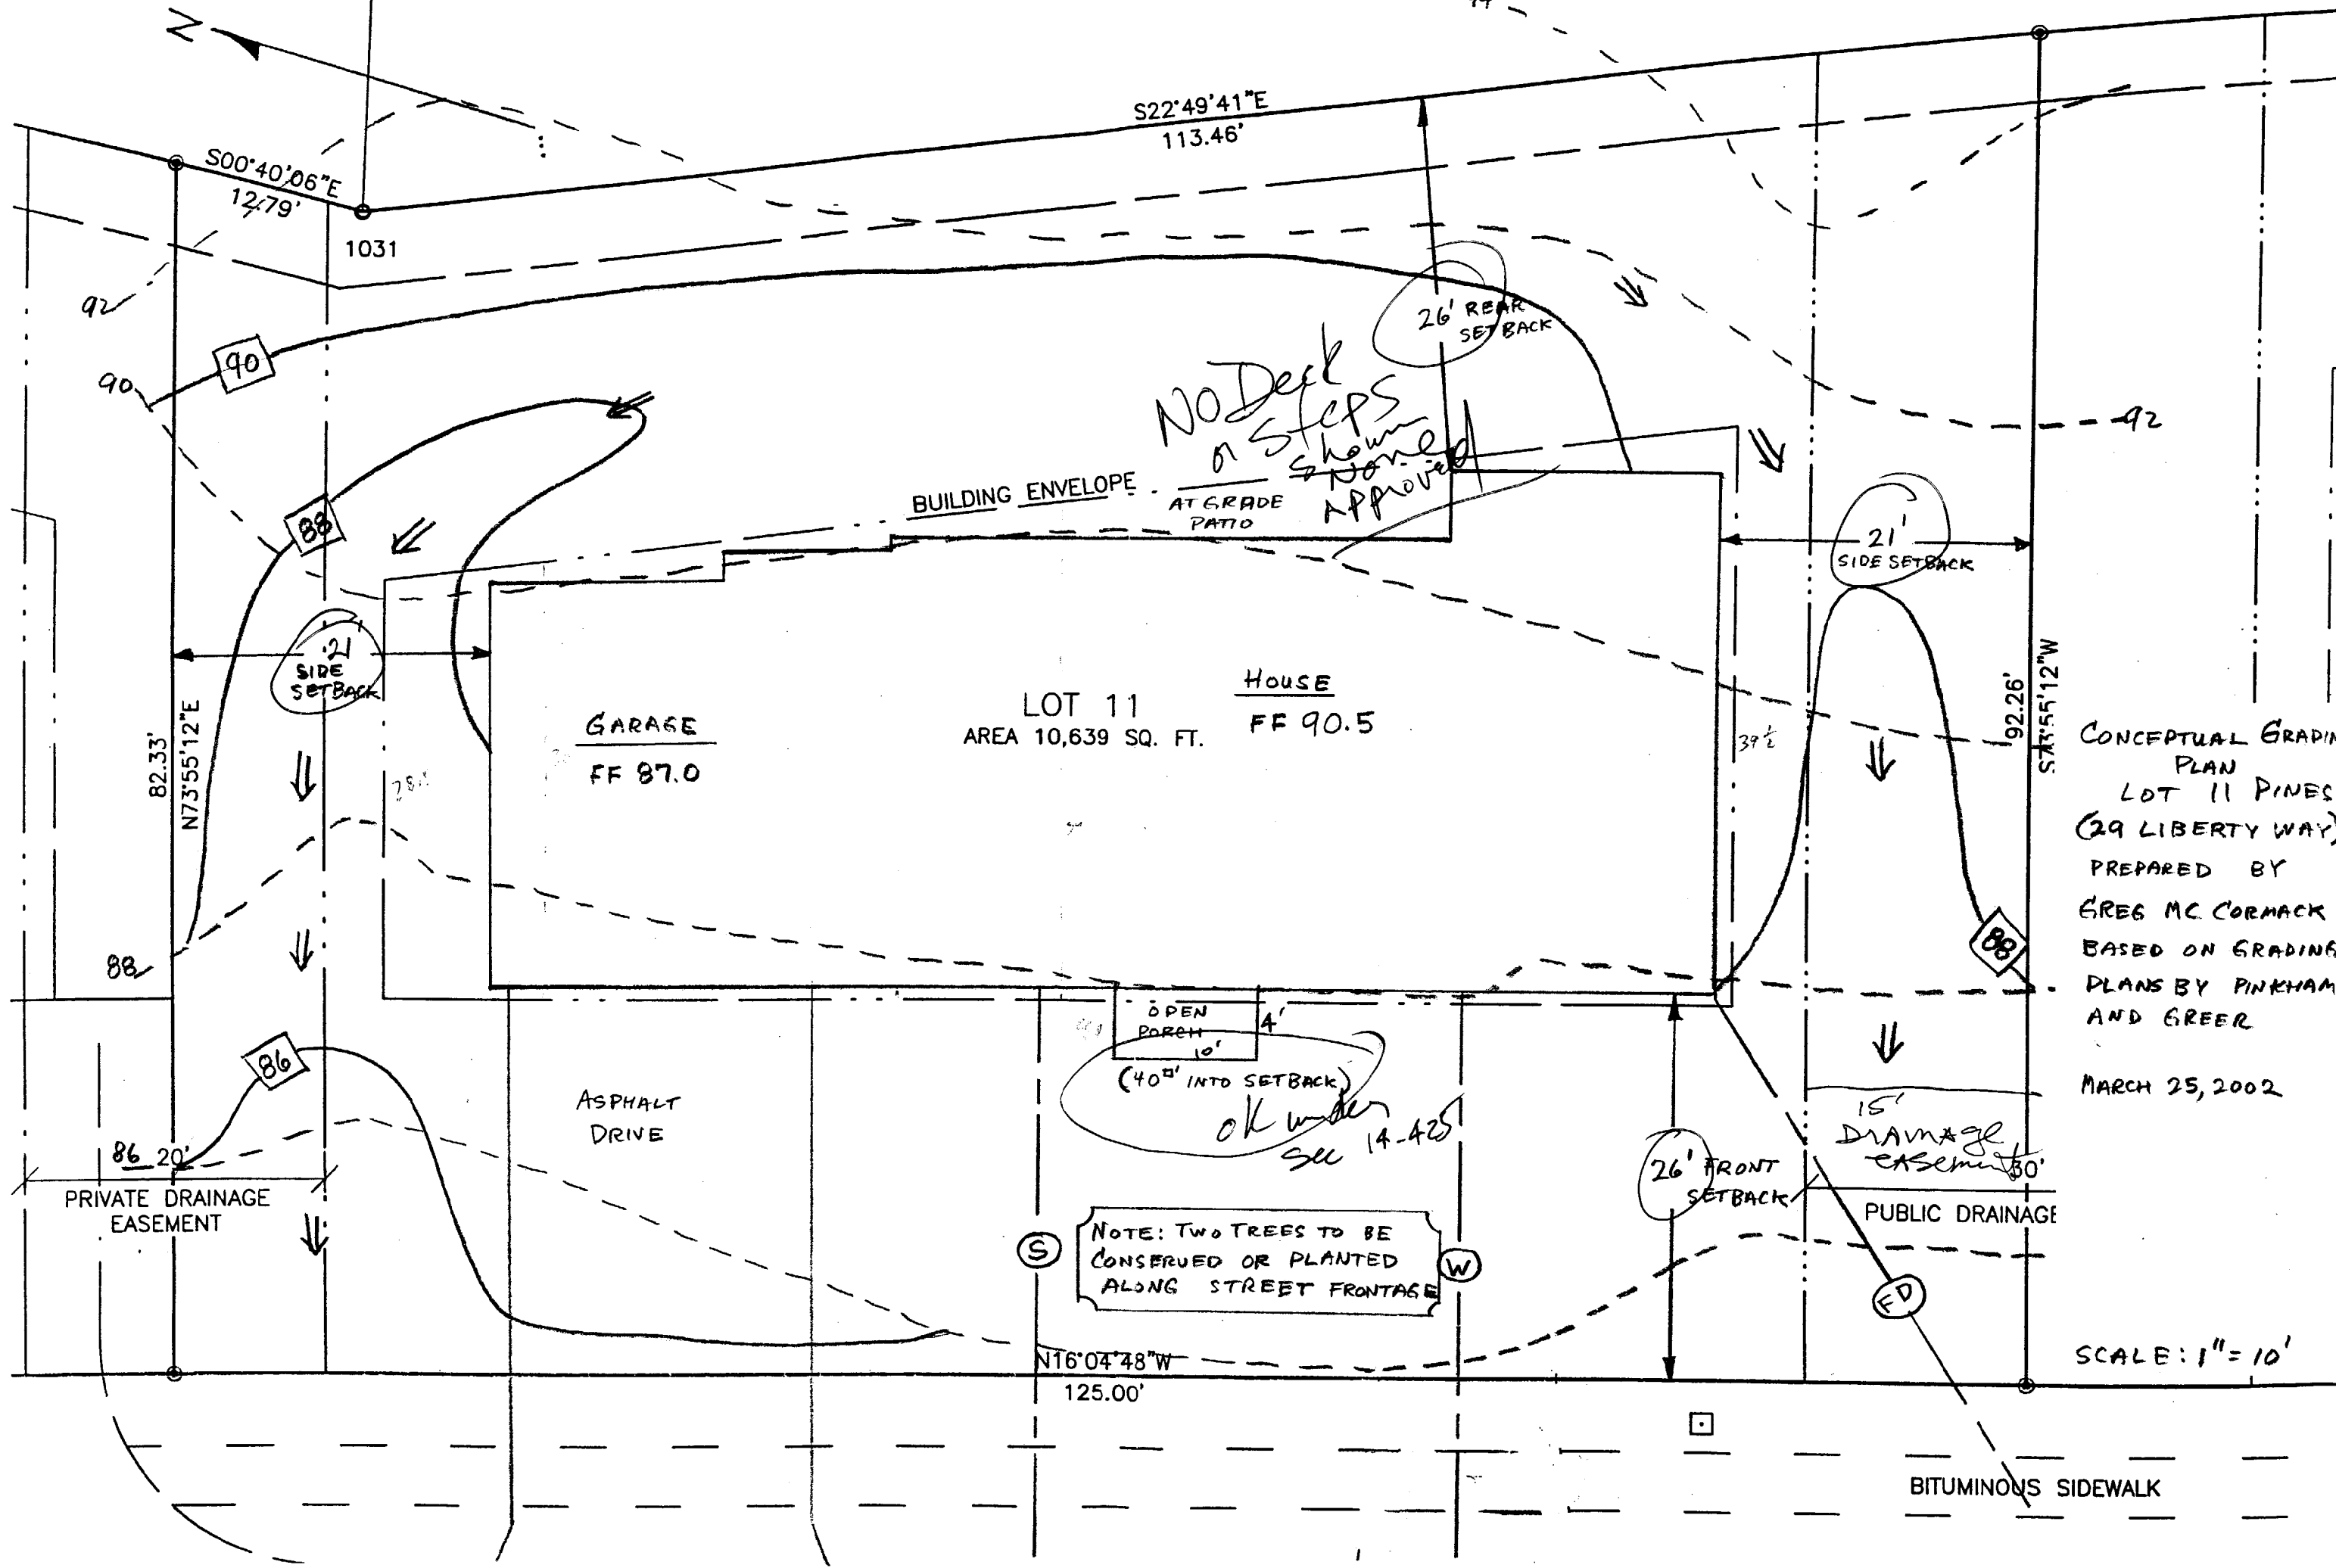 N
S22°49'41"E
113.46'
S00°40'06"E
12.79'
1031
92
90
90
26' REAR
SETBACK
No Deck
or Steps
shown
None
Approved
BUILDING ENVELOPE
AT GRADE
PATIO
92
88
21'
SIDE SETBACK
21
SIDE
SETBACK
82.33'
N73°55'12"E
GARAGE
FF 87.0
LOT 11
AREA 10,639 SQ. FT.
HOUSE
FF 90.5
39½
92.26'
S73°55'12"W
CONCEPTUAL GRADIN
PLAN
LOT 11 PINES
(29 LIBERTY WAY)
PREPARED BY
GREG MC CORMACK
BASED ON GRADING
PLANS BY PINKHAM
AND GREER
MARCH 25, 2002
88
88
OPEN
PORCH
4'
10'
(40□' INTO SETBACK)
OK under
Sec 14-425
86
ASPHALT
DRIVE
86
20'
PRIVATE DRAINAGE
EASEMENT
26' FRONT
SETBACK
15'
DRAINAGE
EASEMENT
30'
PUBLIC DRAINAGE
S
NOTE: TWO TREES TO BE
CONSERVED OR PLANTED
ALONG STREET FRONTAGE
W
FD
N16°04'48"W
125.00'
SCALE: 1" = 10'
BITUMINOUS SIDEWALK